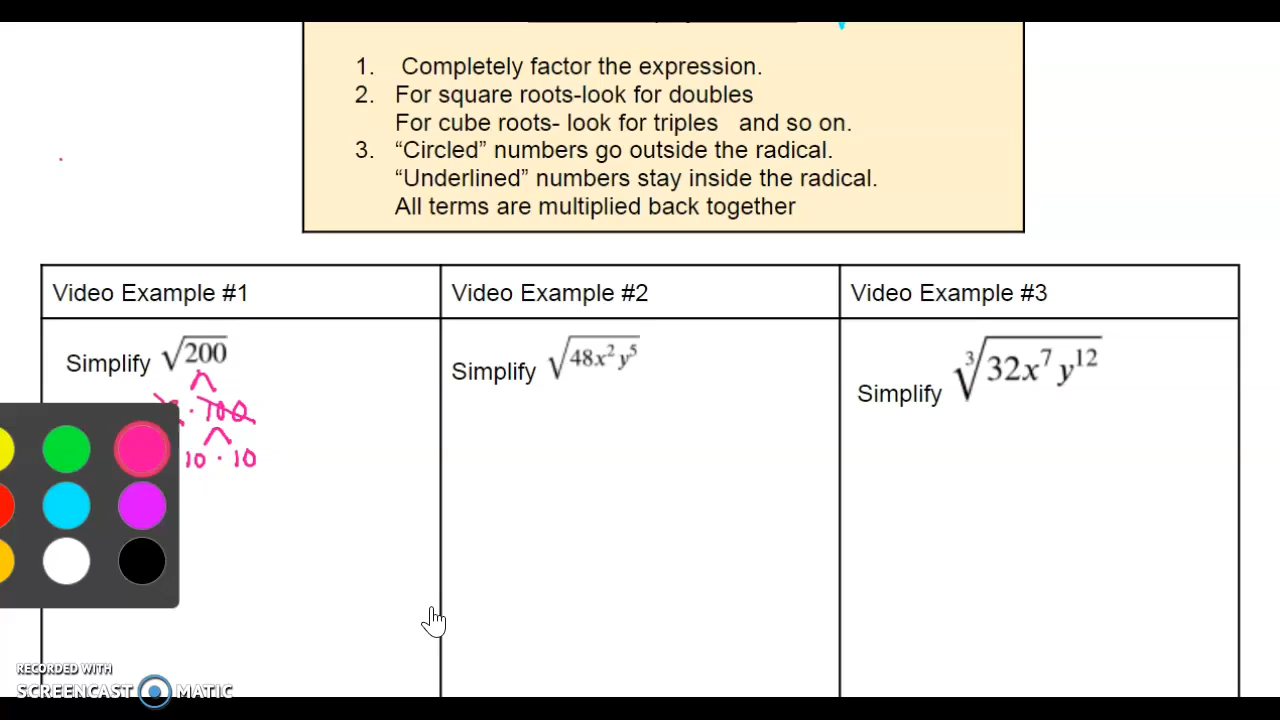 1. Completely factor the expression.
2. For square roots-look for doubles
For cube roots- look for triples and so on.
3. “Circled” numbers go outside the radical.
“Underlined” numbers stay inside the radical.
All terms are multiplied back together
Video Example #1
Video Example #2
Video Example #3
Simplify √200
· 100
10 · 10
Simplify √48x²y⁵
Simplify ³√32x⁷y¹²
RECORDED WITH
SCREENCAST MATIC